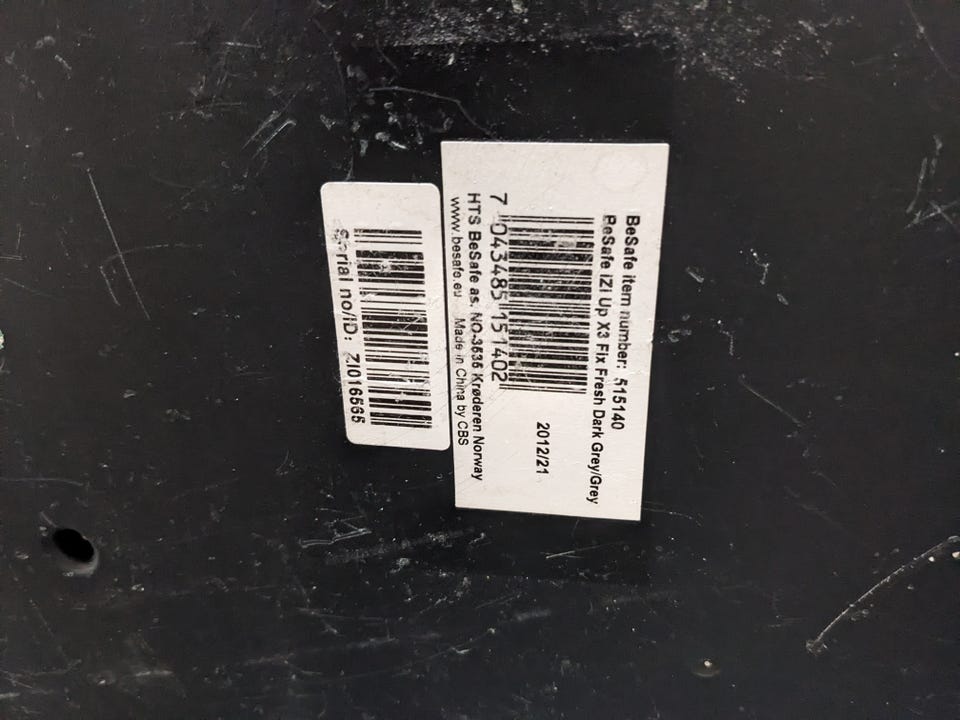 BeSafe item number: 515140
BeSafe iZi Up X3 Fix Fresh Dark Grey/Grey
2012/21
7 043485 151402
HTS BeSafe as. NO-3535 Krøderen Norway
www.besafe.eu Made in China by CBS
Serial no/ID: ZI016565